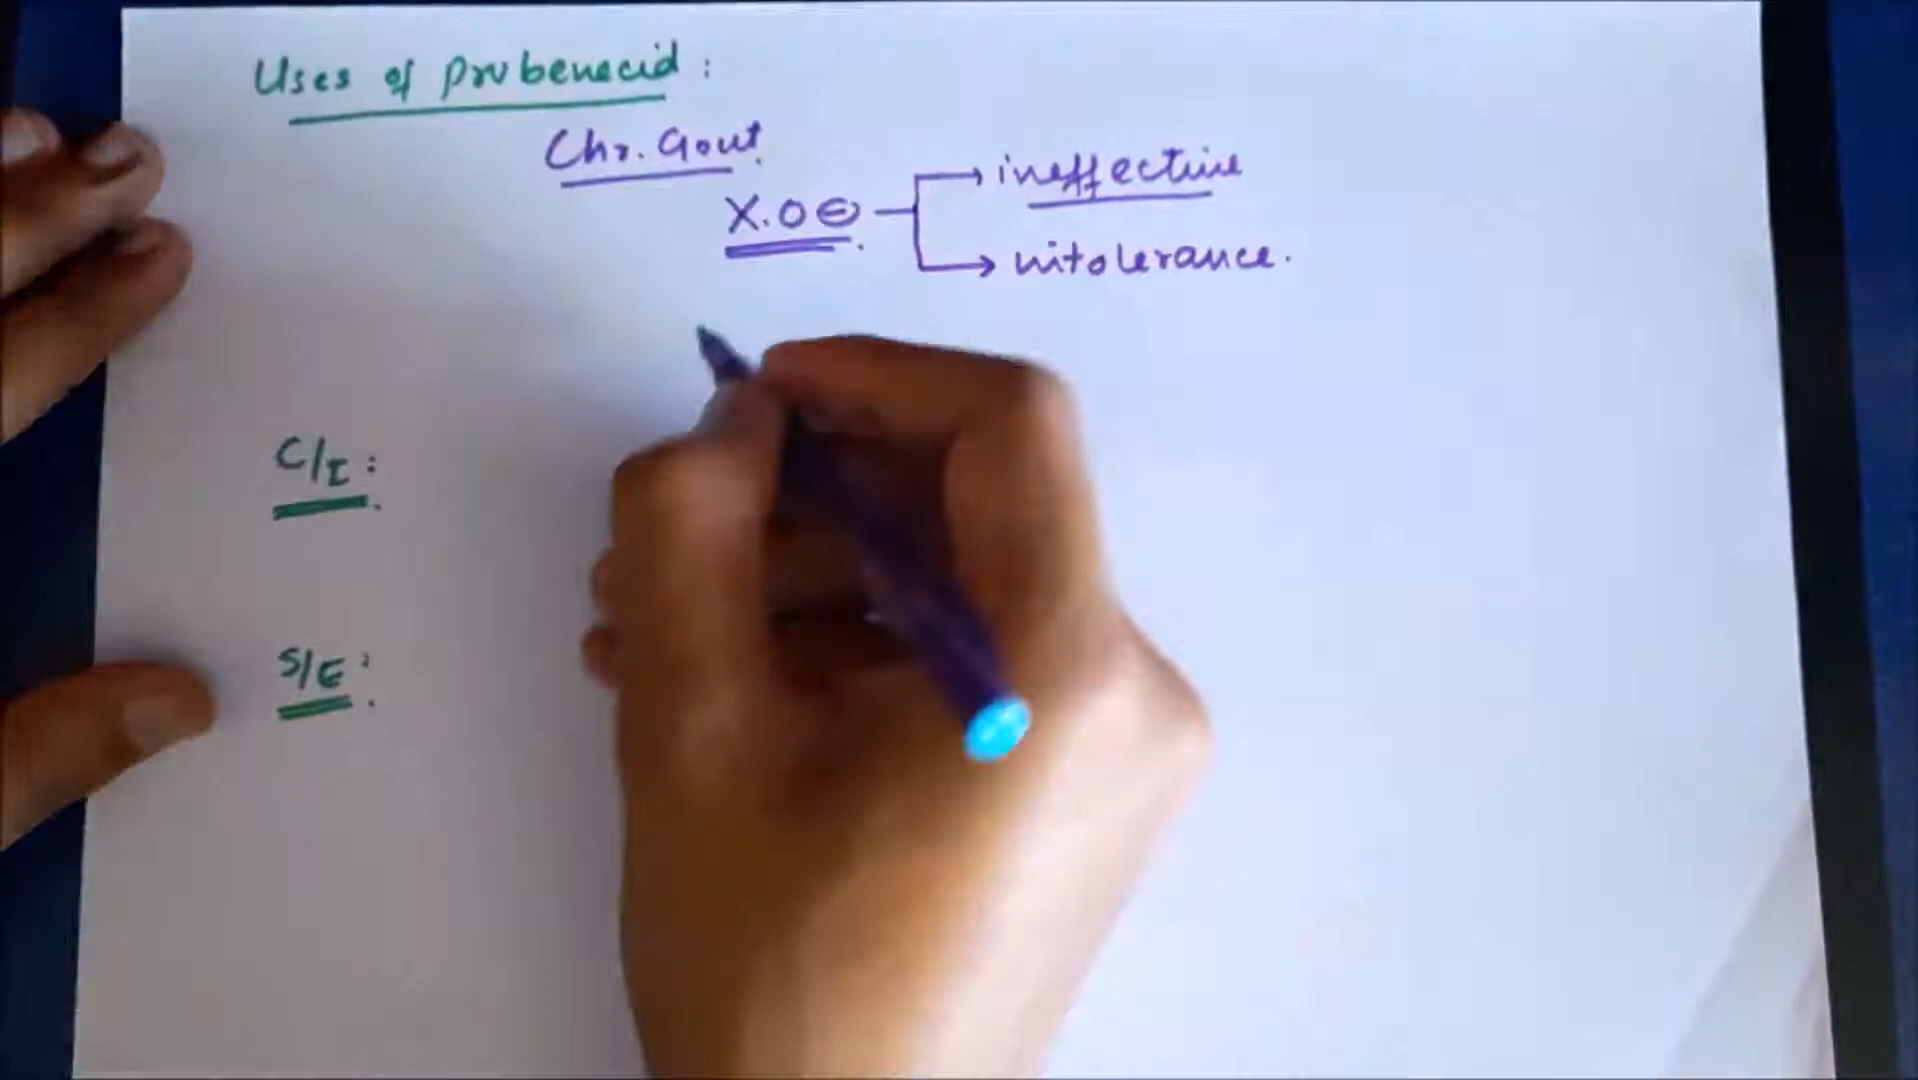 Uses of probenecid :
Chr. Gout.
X.O⊖ → ineffective
→ intolerance.
C/I :
S/E :